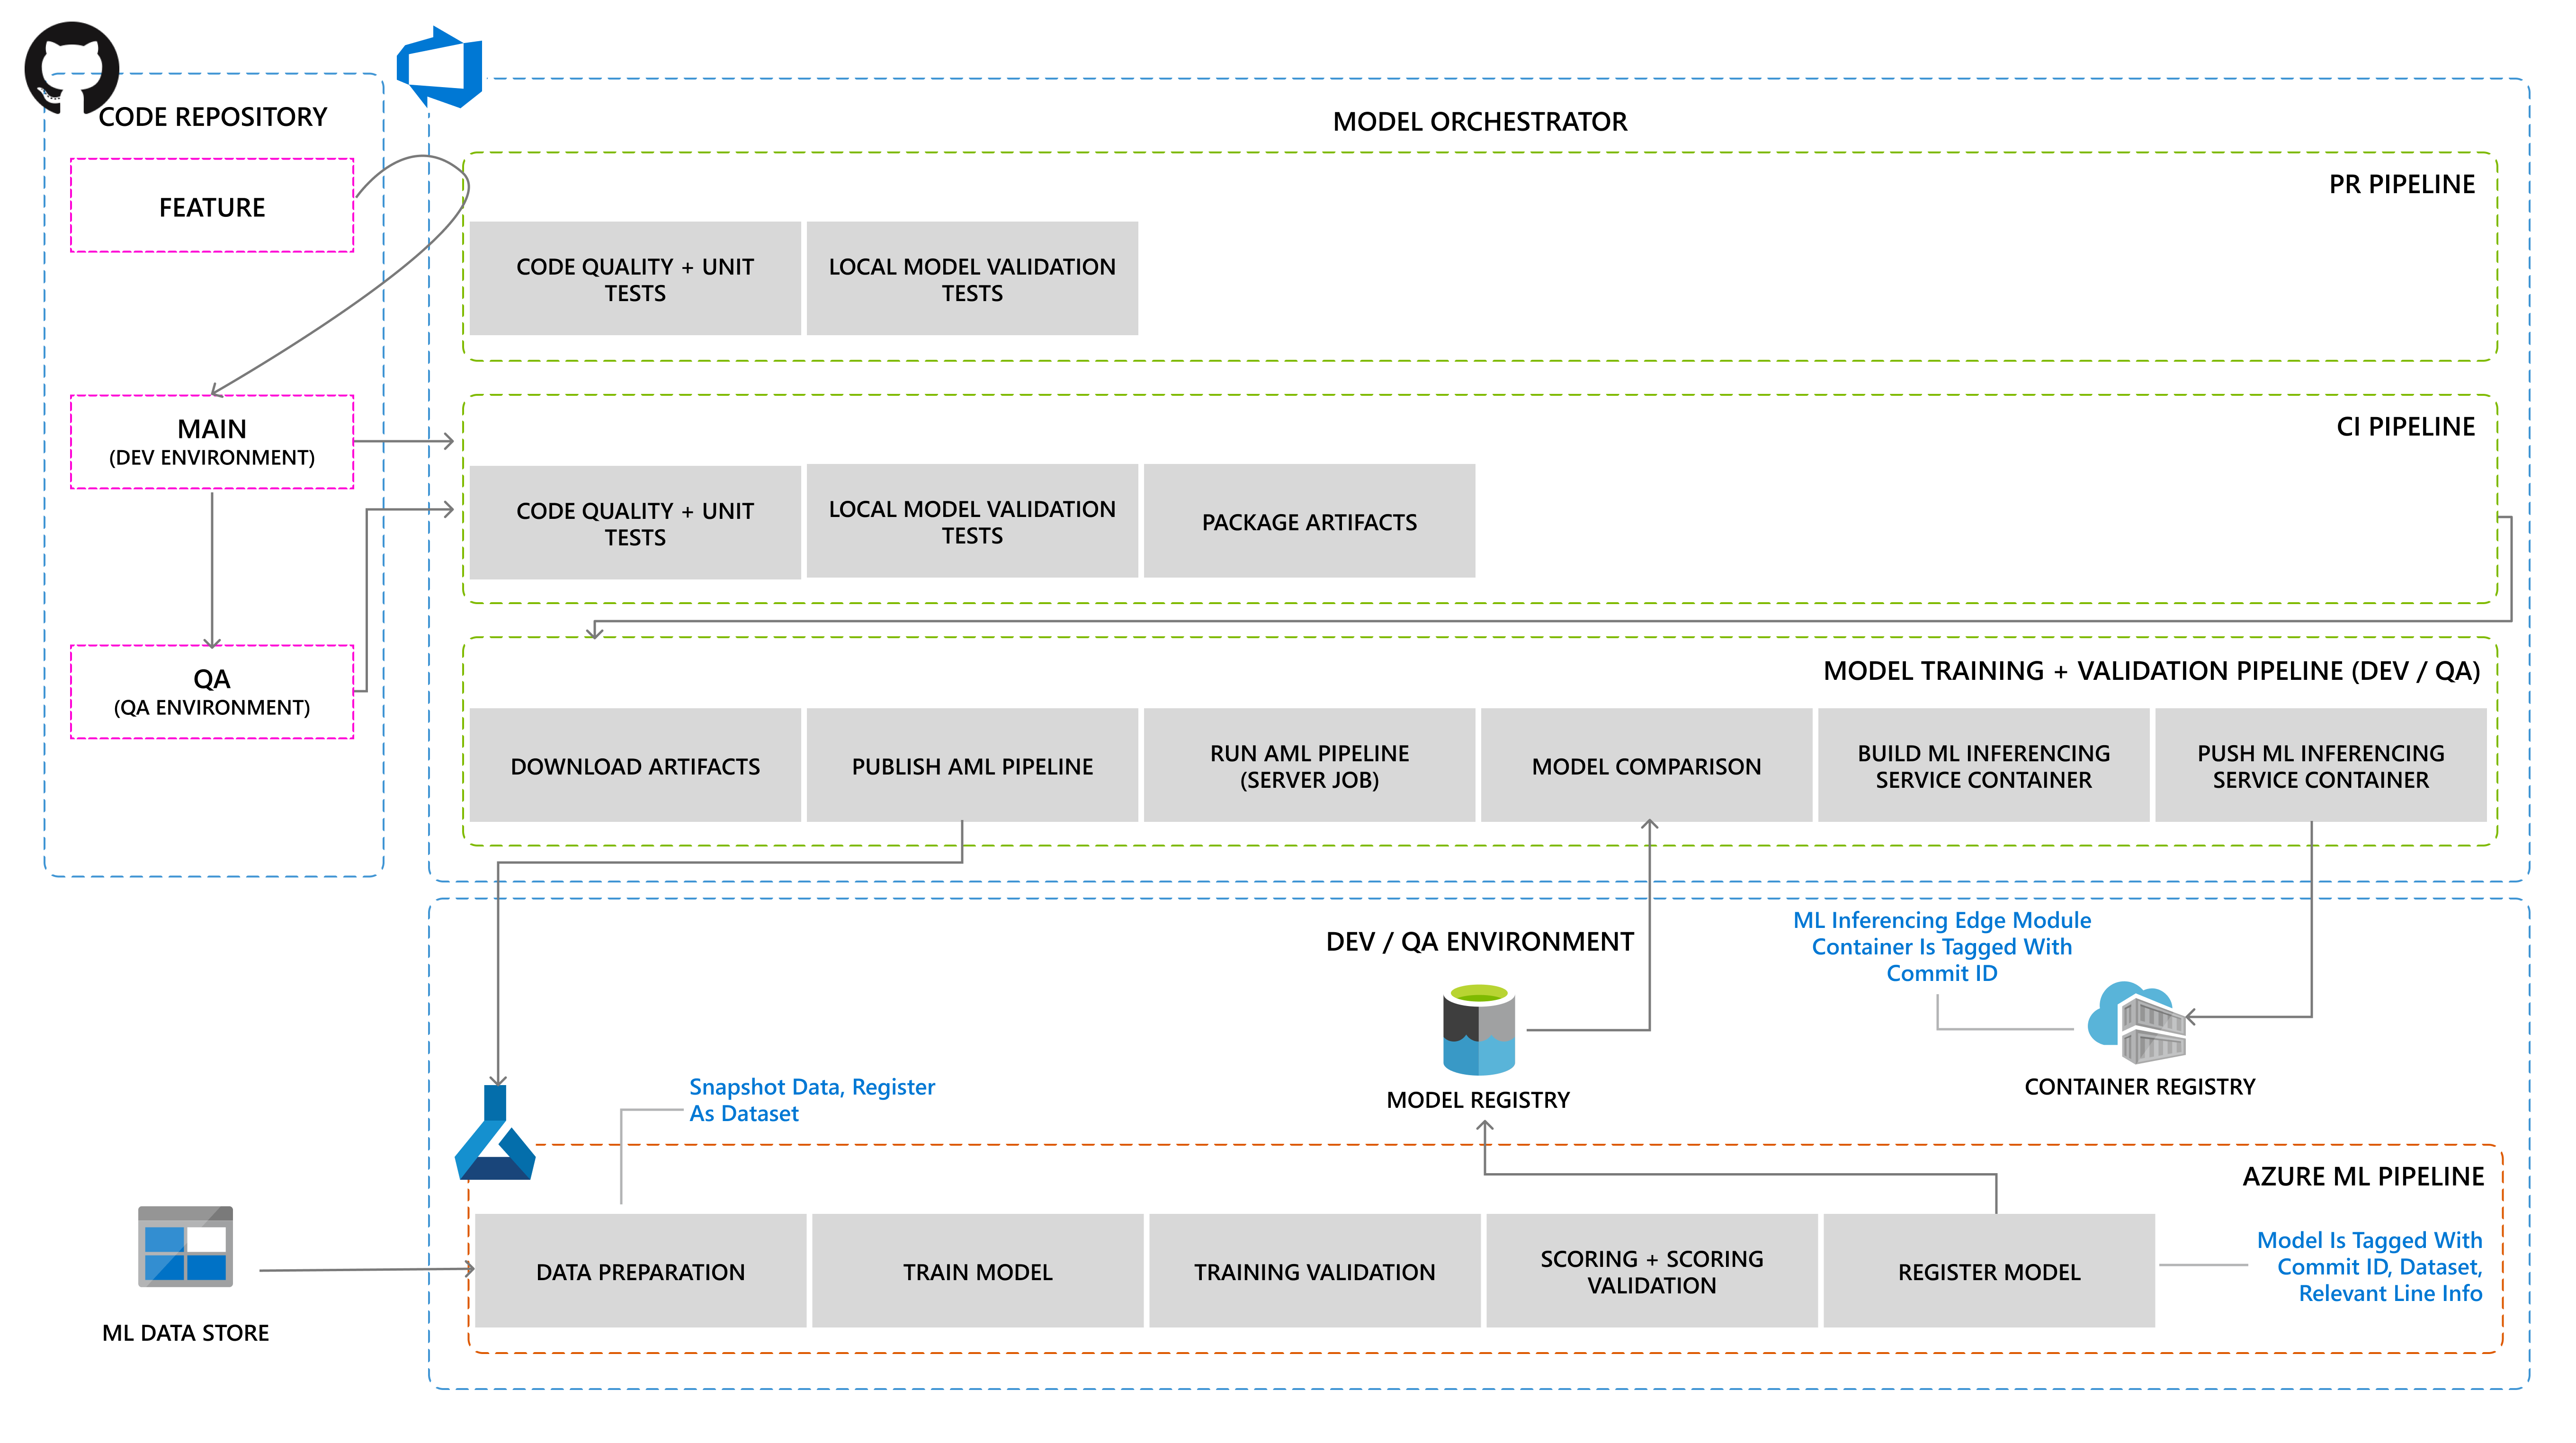 CODE REPOSITORY
FEATURE
MAIN
(DEV ENVIRONMENT)
QA
(QA ENVIRONMENT)
MODEL ORCHESTRATOR
PR PIPELINE
CODE QUALITY + UNIT
TESTS
LOCAL MODEL VALIDATION
TESTS
CI PIPELINE
CODE QUALITY + UNIT
TESTS
LOCAL MODEL VALIDATION
TESTS
PACKAGE ARTIFACTS
MODEL TRAINING + VALIDATION PIPELINE (DEV / QA)
DOWNLOAD ARTIFACTS
PUBLISH AML PIPELINE
RUN AML PIPELINE
(SERVER JOB)
MODEL COMPARISON
BUILD ML INFERENCING
SERVICE CONTAINER
PUSH ML INFERENCING
SERVICE CONTAINER
DEV / QA ENVIRONMENT
ML Inferencing Edge Module
Container Is Tagged With
Commit ID
MODEL REGISTRY
CONTAINER REGISTRY
Snapshot Data, Register
As Dataset
AZURE ML PIPELINE
DATA PREPARATION
TRAIN MODEL
TRAINING VALIDATION
SCORING + SCORING
VALIDATION
REGISTER MODEL
Model Is Tagged With
Commit ID, Dataset,
Relevant Line Info
ML DATA STORE